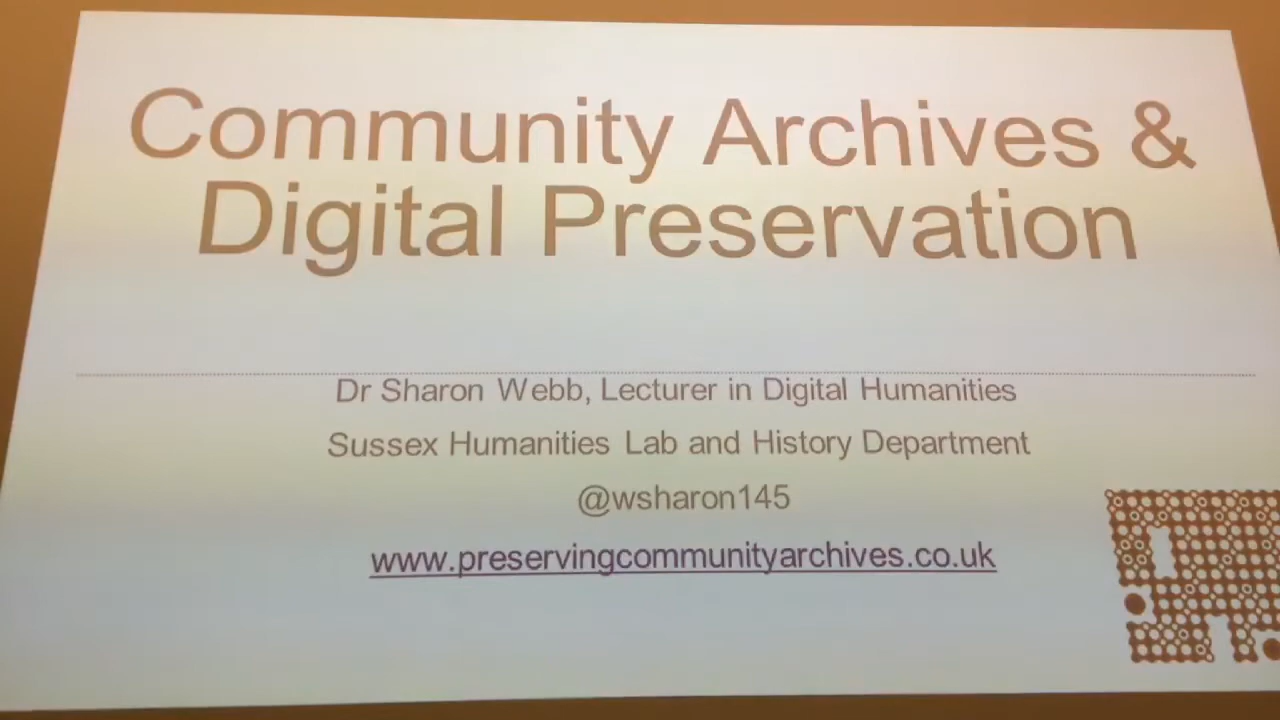 Community Archives &
Digital Preservation
Dr Sharon Webb, Lecturer in Digital Humanities
Sussex Humanities Lab and History Department
@wsharon145
www.preservingcommunityarchives.co.uk